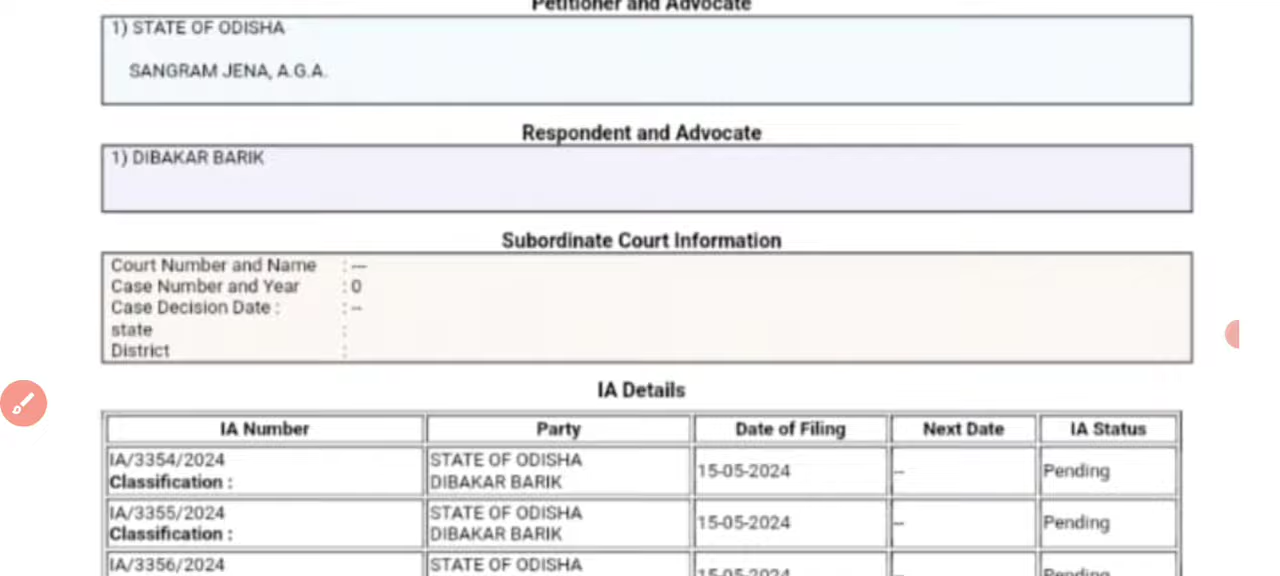 Petitioner and Advocate
1) STATE OF ODISHA
SANGRAM JENA, A.G.A.
Respondent and Advocate
1) DIBAKAR BARIK
Subordinate Court Information
Court Number and Name : ---
Case Number and Year : 0
Case Decision Date : : --
state :
District :
IA Details
IA Number Party Date of Filing Next Date IA Status
IA/3354/2024 STATE OF ODISHA
Classification : DIBAKAR BARIK 15-05-2024 -- Pending
IA/3355/2024 STATE OF ODISHA
Classification : DIBAKAR BARIK 15-05-2024 -- Pending
IA/3356/2024 STATE OF ODISHA
15-05-2024 Pending